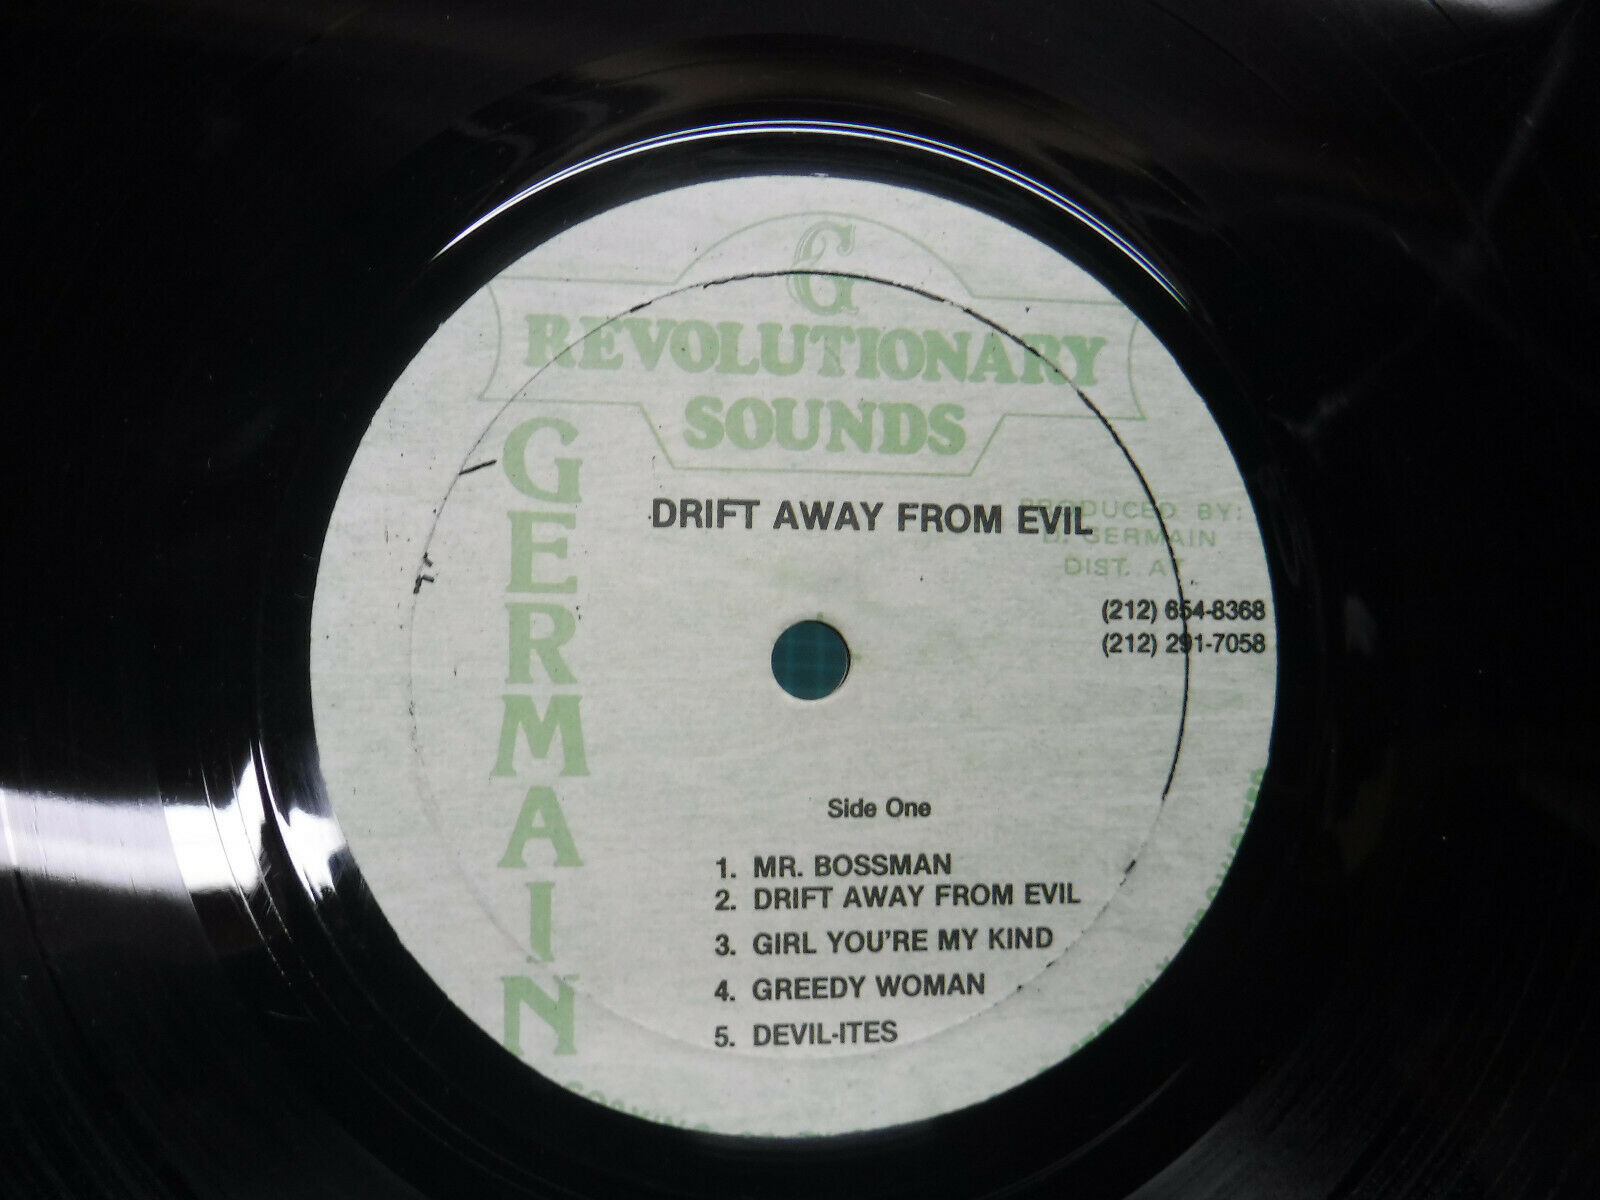 G
REVOLUTIONARY
SOUNDS
GERMAIN
DRIFT AWAY FROM EVIL
PRODUCED BY:
D. GERMAIN
DIST. AT
(212) 654-8368
(212) 291-7058
Side One
1. MR. BOSSMAN
2. DRIFT AWAY FROM EVIL
3. GIRL YOU'RE MY KIND
4. GREEDY WOMAN
5. DEVIL-ITES